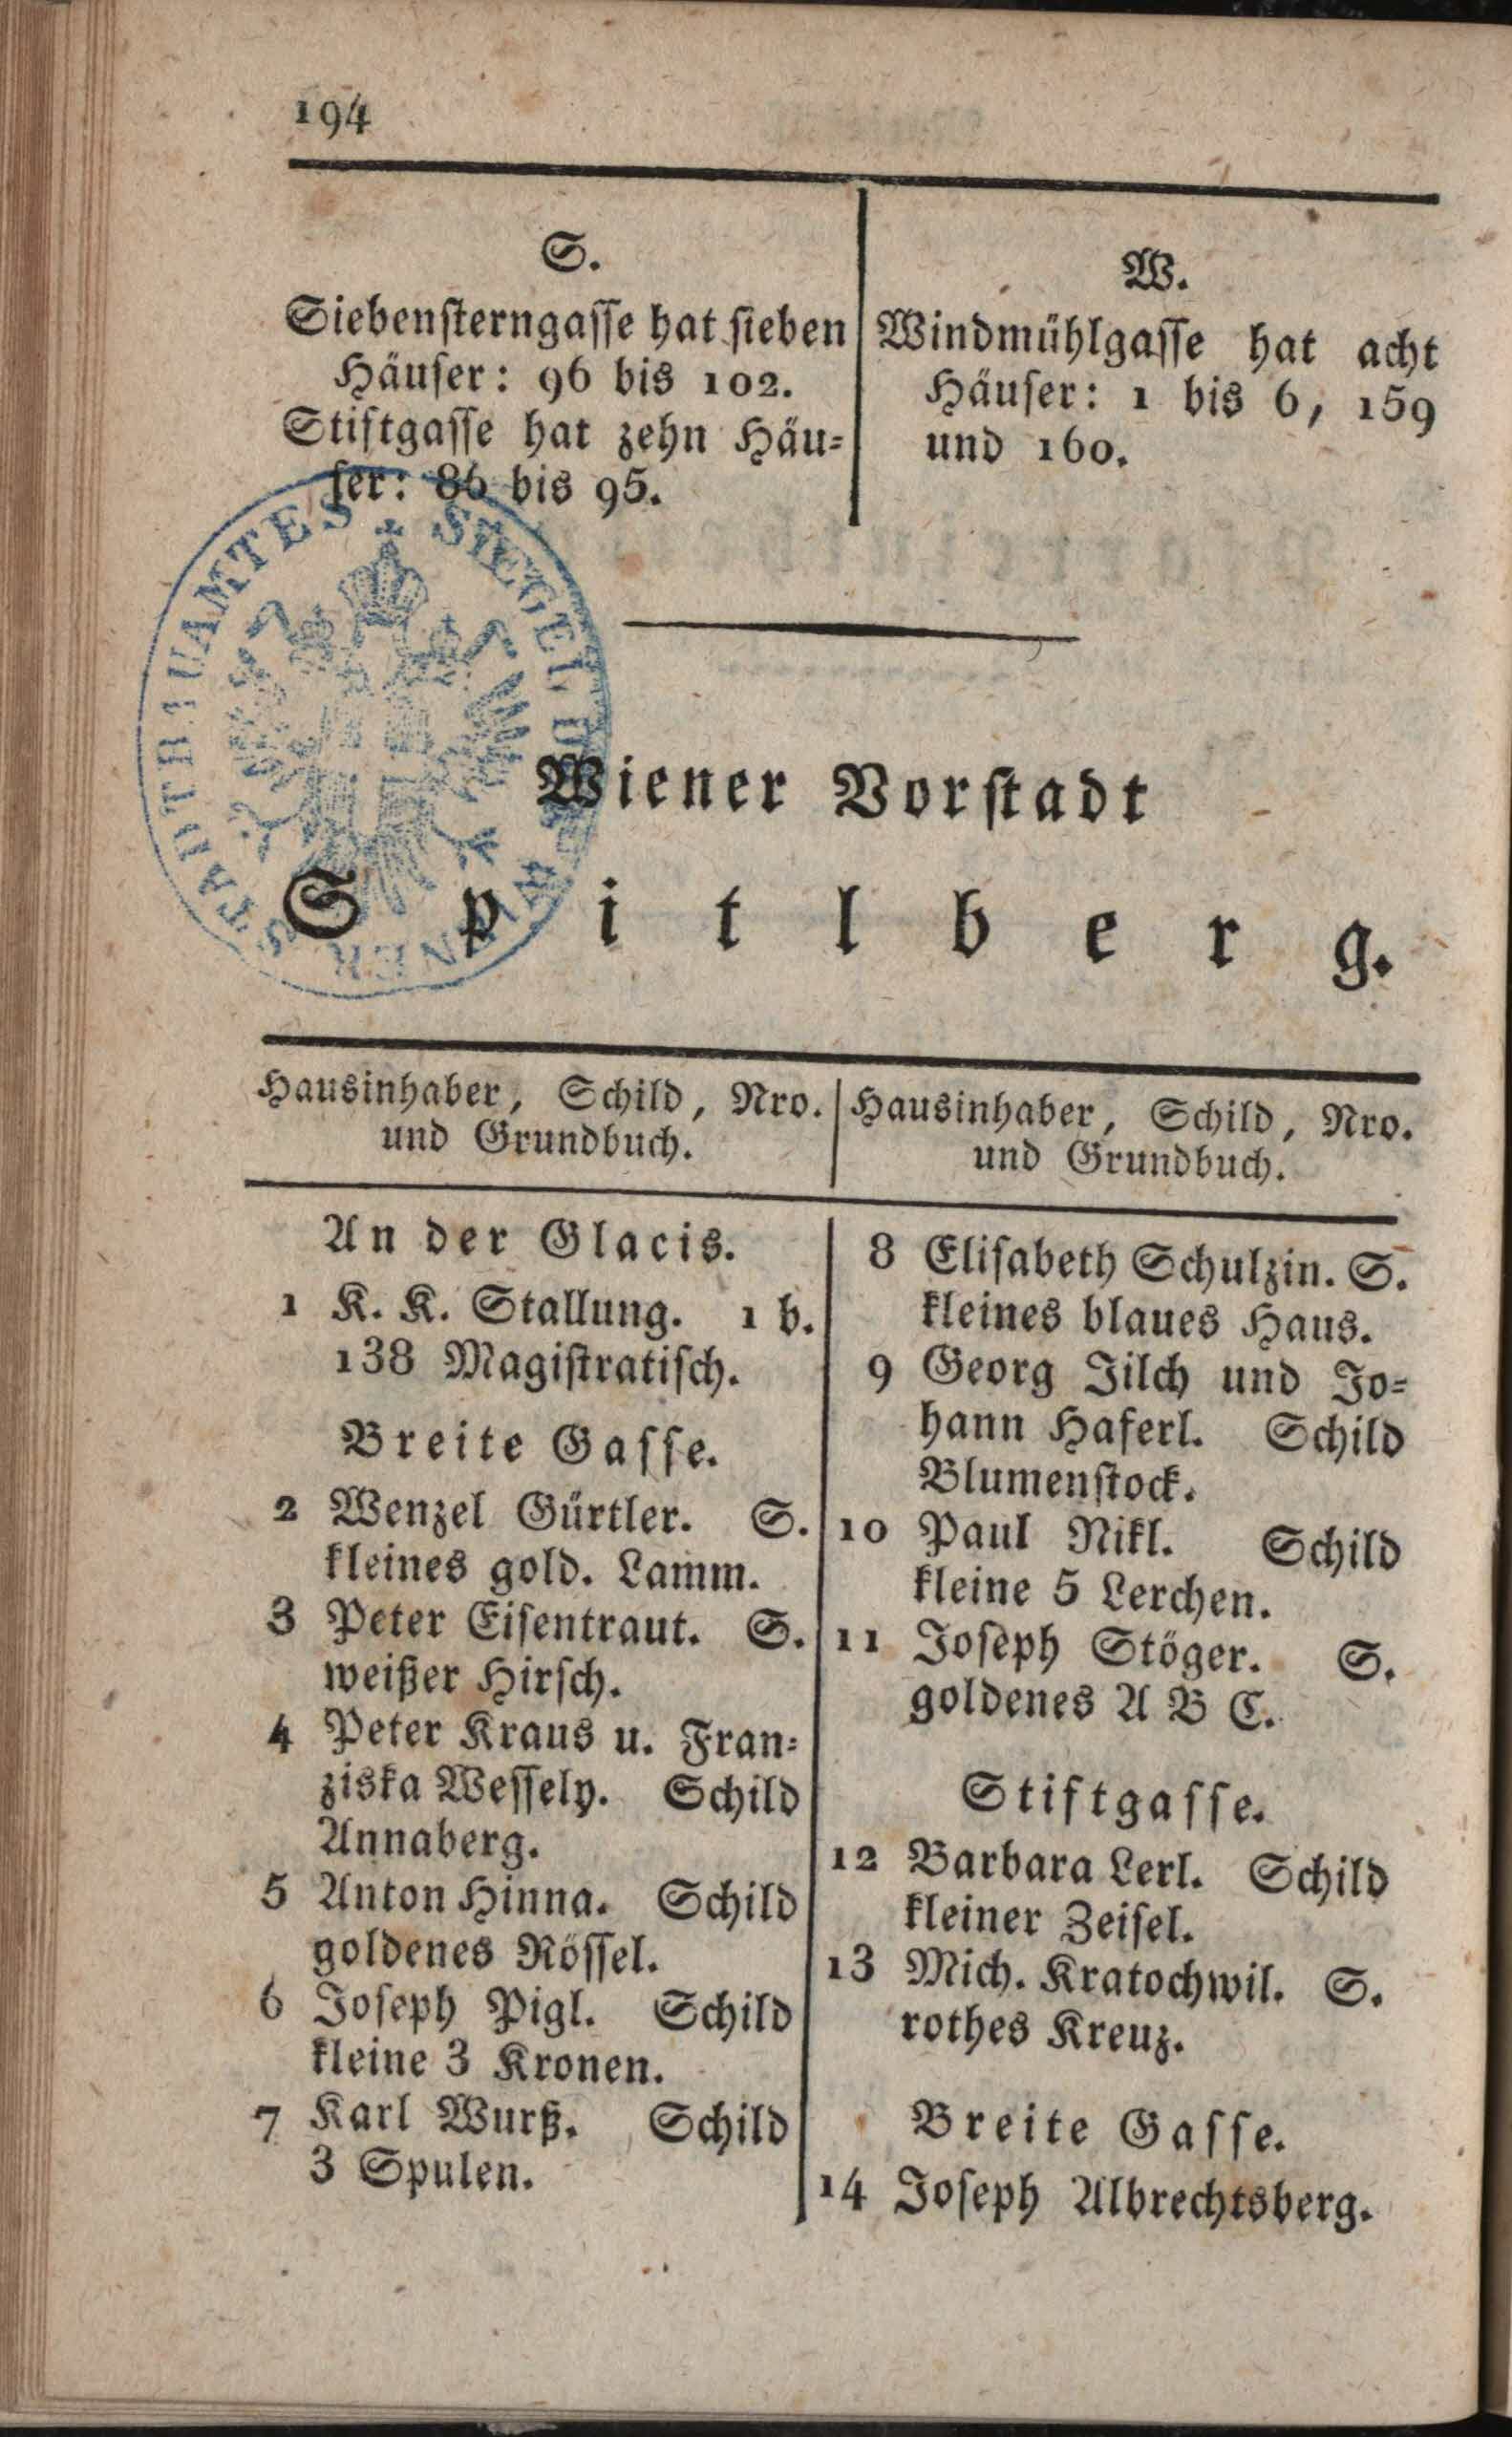 194
S.
Siebensterngasse hat sieben
Häuser: 96 bis 102.
Stiftgasse hat zehn Häu=
ser: 86 bis 95.
W.
Windmühlgasse hat acht
Häuser: 1 bis 6, 159
und 160.
SIEGEL DES WIENER STADTBAUAMTES
Wiener Vorstadt
Spitlberg.
Hausinhaber, Schild, Nro.
und Grundbuch.
An der Glacis.
1 K. K. Stallung. 1 b.
138 Magistratisch.
Breite Gasse.
2 Wenzel Gürtler. S.
kleines gold. Lamm.
3 Peter Eisentraut. S.
weißer Hirsch.
4 Peter Kraus u. Fran=
ziska Wessely. Schild
Annaberg.
5 Anton Hinna. Schild
goldenes Rössel.
6 Joseph Pigl. Schild
kleine 3 Kronen.
7 Karl Wurß. Schild
3 Spulen.
Hausinhaber, Schild, Nro.
und Grundbuch.
8 Elisabeth Schulzin. S.
kleines blaues Haus.
9 Georg Jilch und Jo=
hann Haferl. Schild
Blumenstock.
10 Paul Nikl. Schild
kleine 5 Lerchen.
11 Joseph Stöger. S.
goldenes A B C.
Stiftgasse.
12 Barbara Lerl. Schild
kleiner Zeisel.
13 Mich. Kratochwil. S.
rothes Kreuz.
Breite Gasse.
14 Joseph Albrechtsberg.